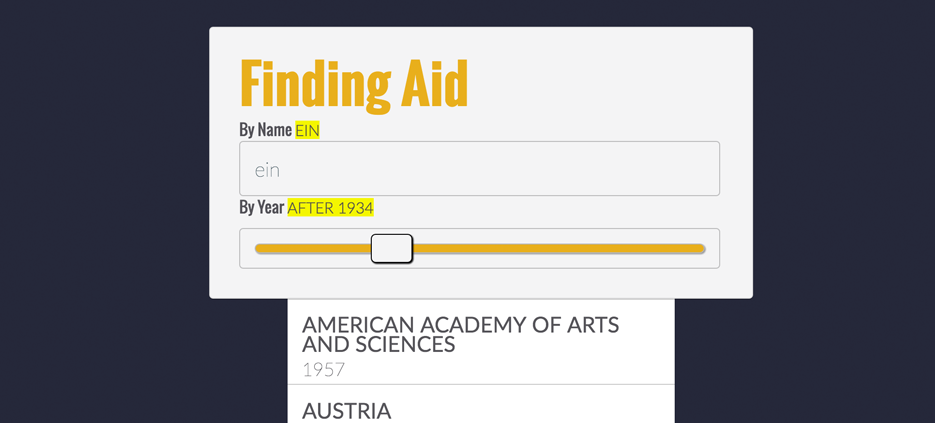 Finding Aid
By Name EIN
ein
By Year AFTER 1934
AMERICAN ACADEMY OF ARTS
AND SCIENCES
1957
AUSTRIA